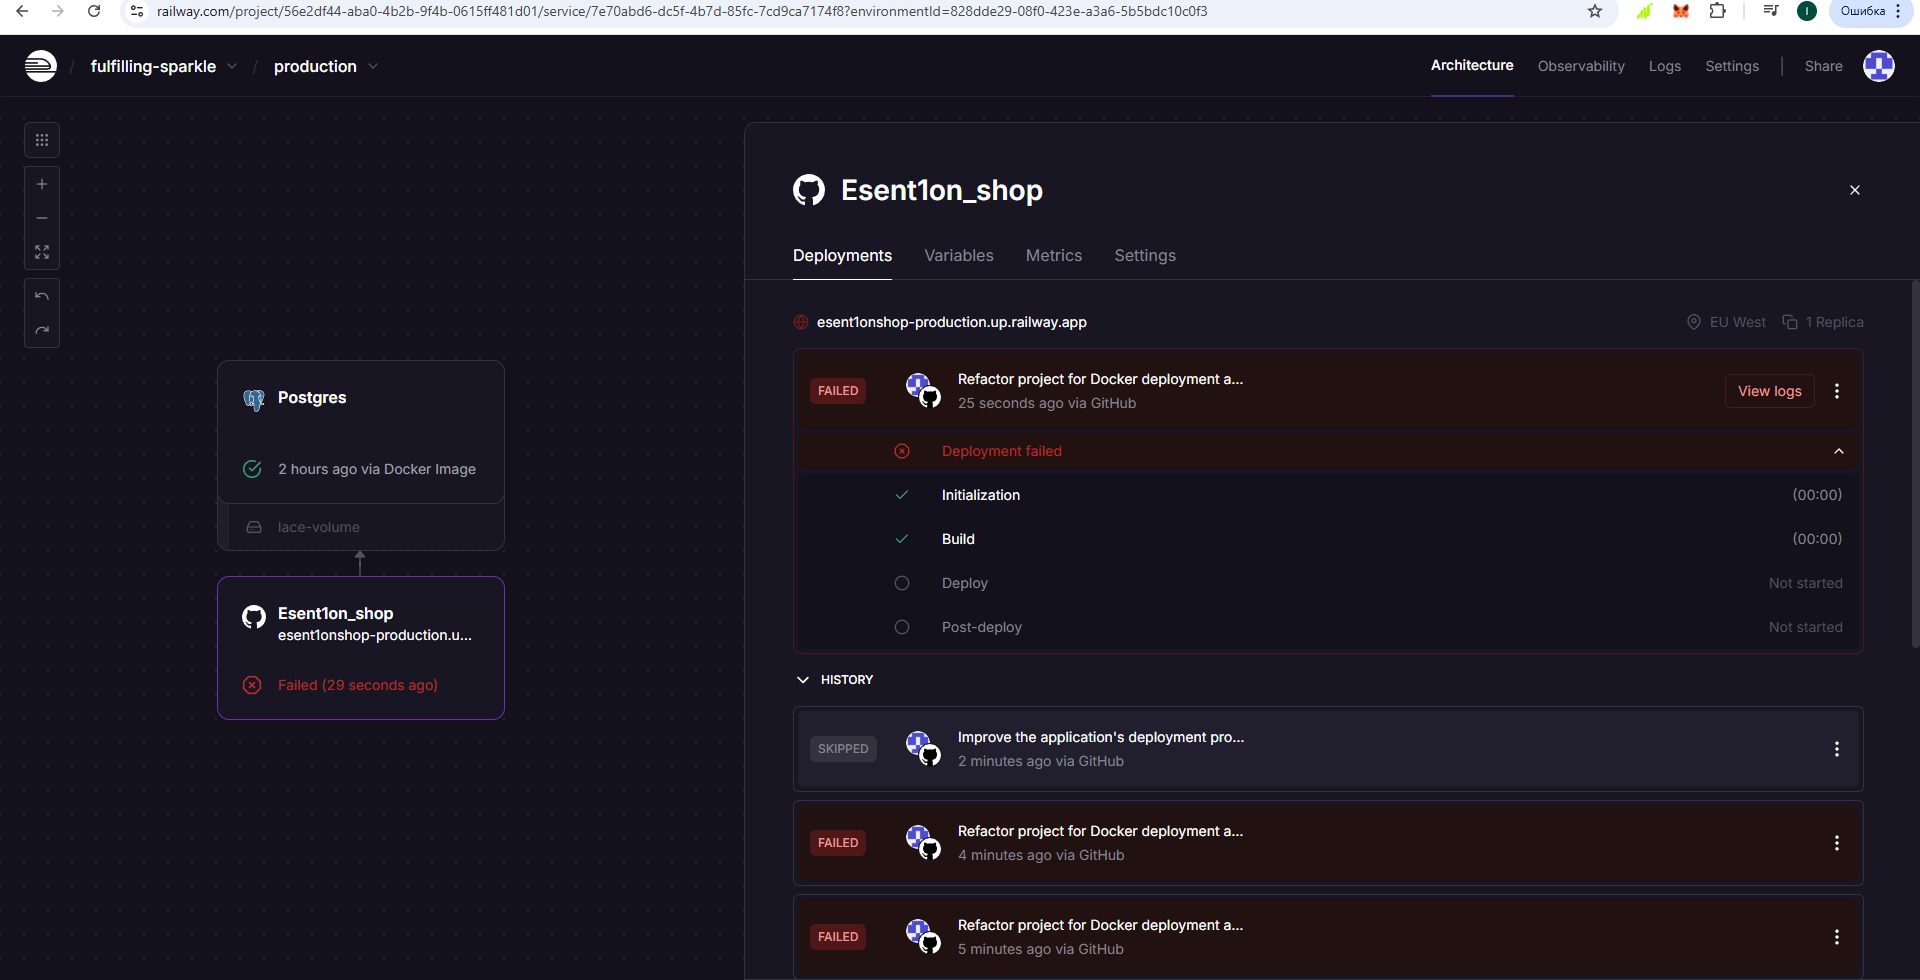 railway.com/project/56e2df44-aba0-4b2b-9f4b-0615ff481d01/service/7e70abd6-dc5f-4b7d-85fc-7cd9ca7174f8?environmentId=828dde29-08f0-423e-a3a6-5b5bdc10c0f3
I
Ошибка
/ fulfilling-sparkle / production
Architecture
Observability
Logs
Settings
Share
Postgres
2 hours ago via Docker Image
lace-volume
Esent1on_shop
esent1onshop-production.u...
Failed (29 seconds ago)
Esent1on_shop
Deployments
Variables
Metrics
Settings
esent1onshop-production.up.railway.app
EU West
1 Replica
FAILED
Refactor project for Docker deployment a...
25 seconds ago via GitHub
View logs
Deployment failed
Initialization (00:00)
Build (00:00)
Deploy Not started
Post-deploy Not started
HISTORY
SKIPPED
Improve the application's deployment pro...
2 minutes ago via GitHub
FAILED
Refactor project for Docker deployment a...
4 minutes ago via GitHub
FAILED
Refactor project for Docker deployment a...
5 minutes ago via GitHub